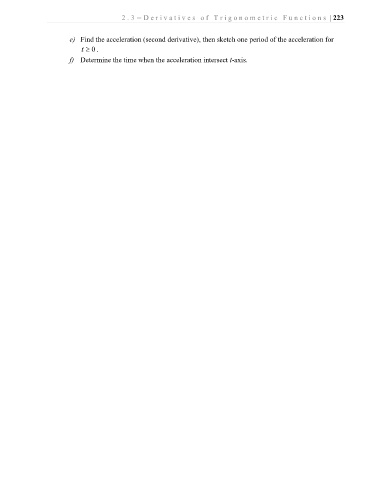 2.3 – Derivatives of Trigonometric Functions | 223
e) Find the acceleration (second derivative), then sketch one period of the acceleration for
t ≥ 0 .
f) Determine the time when the acceleration intersect t-axis.